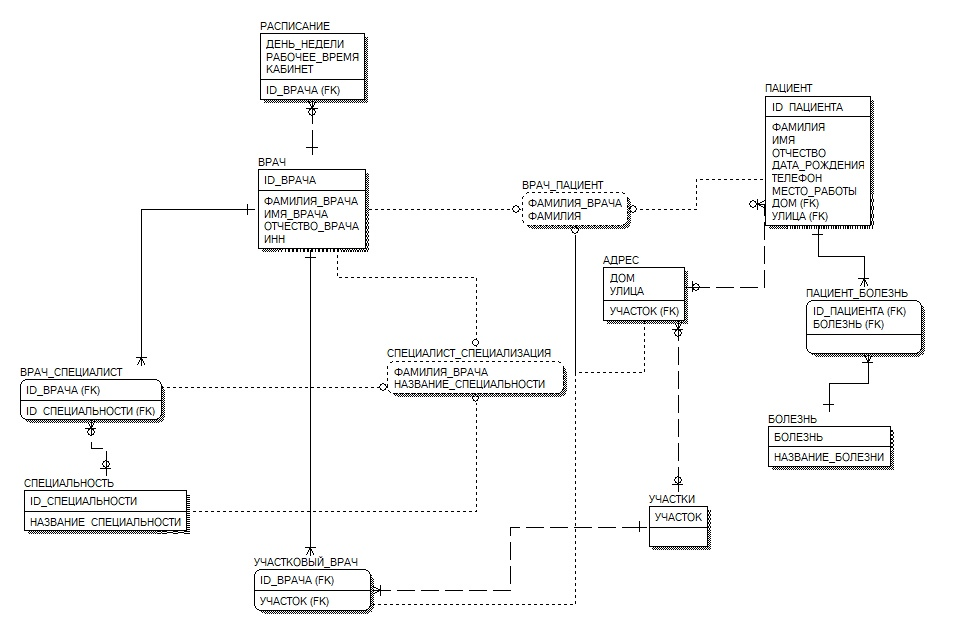 РАСПИСАНИЕ
ДЕНЬ_НЕДЕЛИ
РАБОЧЕЕ_ВРЕМЯ
КАБИНЕТ
ID_ВРАЧА (FK)
ПАЦИЕНТ
ID_ПАЦИЕНТА
ФАМИЛИЯ
ИМЯ
ОТЧЕСТВО
ДАТА_РОЖДЕНИЯ
ТЕЛЕФОН
МЕСТО_РАБОТЫ
ДОМ (FK)
УЛИЦА (FK)
ВРАЧ
ID_ВРАЧА
ФАМИЛИЯ_ВРАЧА
ИМЯ_ВРАЧА
ОТЧЕСТВО_ВРАЧА
ИНН
ВРАЧ_ПАЦИЕНТ
ФАМИЛИЯ_ВРАЧА
ФАМИЛИЯ
АДРЕС
ДОМ
УЛИЦА
УЧАСТОК (FK)
ПАЦИЕНТ_БОЛЕЗНЬ
ID_ПАЦИЕНТА (FK)
БОЛЕЗНЬ (FK)
СПЕЦИАЛИСТ_СПЕЦИАЛИЗАЦИЯ
ФАМИЛИЯ_ВРАЧА
НАЗВАНИЕ_СПЕЦИАЛЬНОСТИ
ВРАЧ_СПЕЦИАЛИСТ
ID_ВРАЧА (FK)
ID_СПЕЦИАЛЬНОСТИ (FK)
БОЛЕЗНЬ
БОЛЕЗНЬ
НАЗВАНИЕ_БОЛЕЗНИ
СПЕЦИАЛЬНОСТЬ
ID_СПЕЦИАЛЬНОСТИ
НАЗВАНИЕ_СПЕЦИАЛЬНОСТИ
УЧАСТКИ
УЧАСТОК
УЧАСТКОВЫЙ_ВРАЧ
ID_ВРАЧА (FK)
УЧАСТОК (FK)